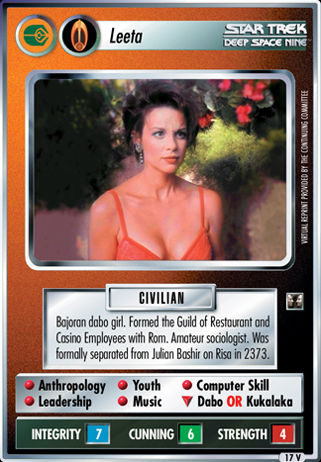 Leeta
STAR TREK
DEEP SPACE NINE
VIRTUAL REPRINT PROVIDED BY THE CONTINUING COMMITTEE
CIVILIAN
Bajoran dabo girl. Formed the Guild of Restaurant and
Casino Employees with Rom. Amateur sociologist. Was
formally separated from Julian Bashir on Risa in 2373.
Anthropology Youth Computer Skill
Leadership Music Dabo OR Kukalaka
INTEGRITY 7 CUNNING 6 STRENGTH 4
17 V